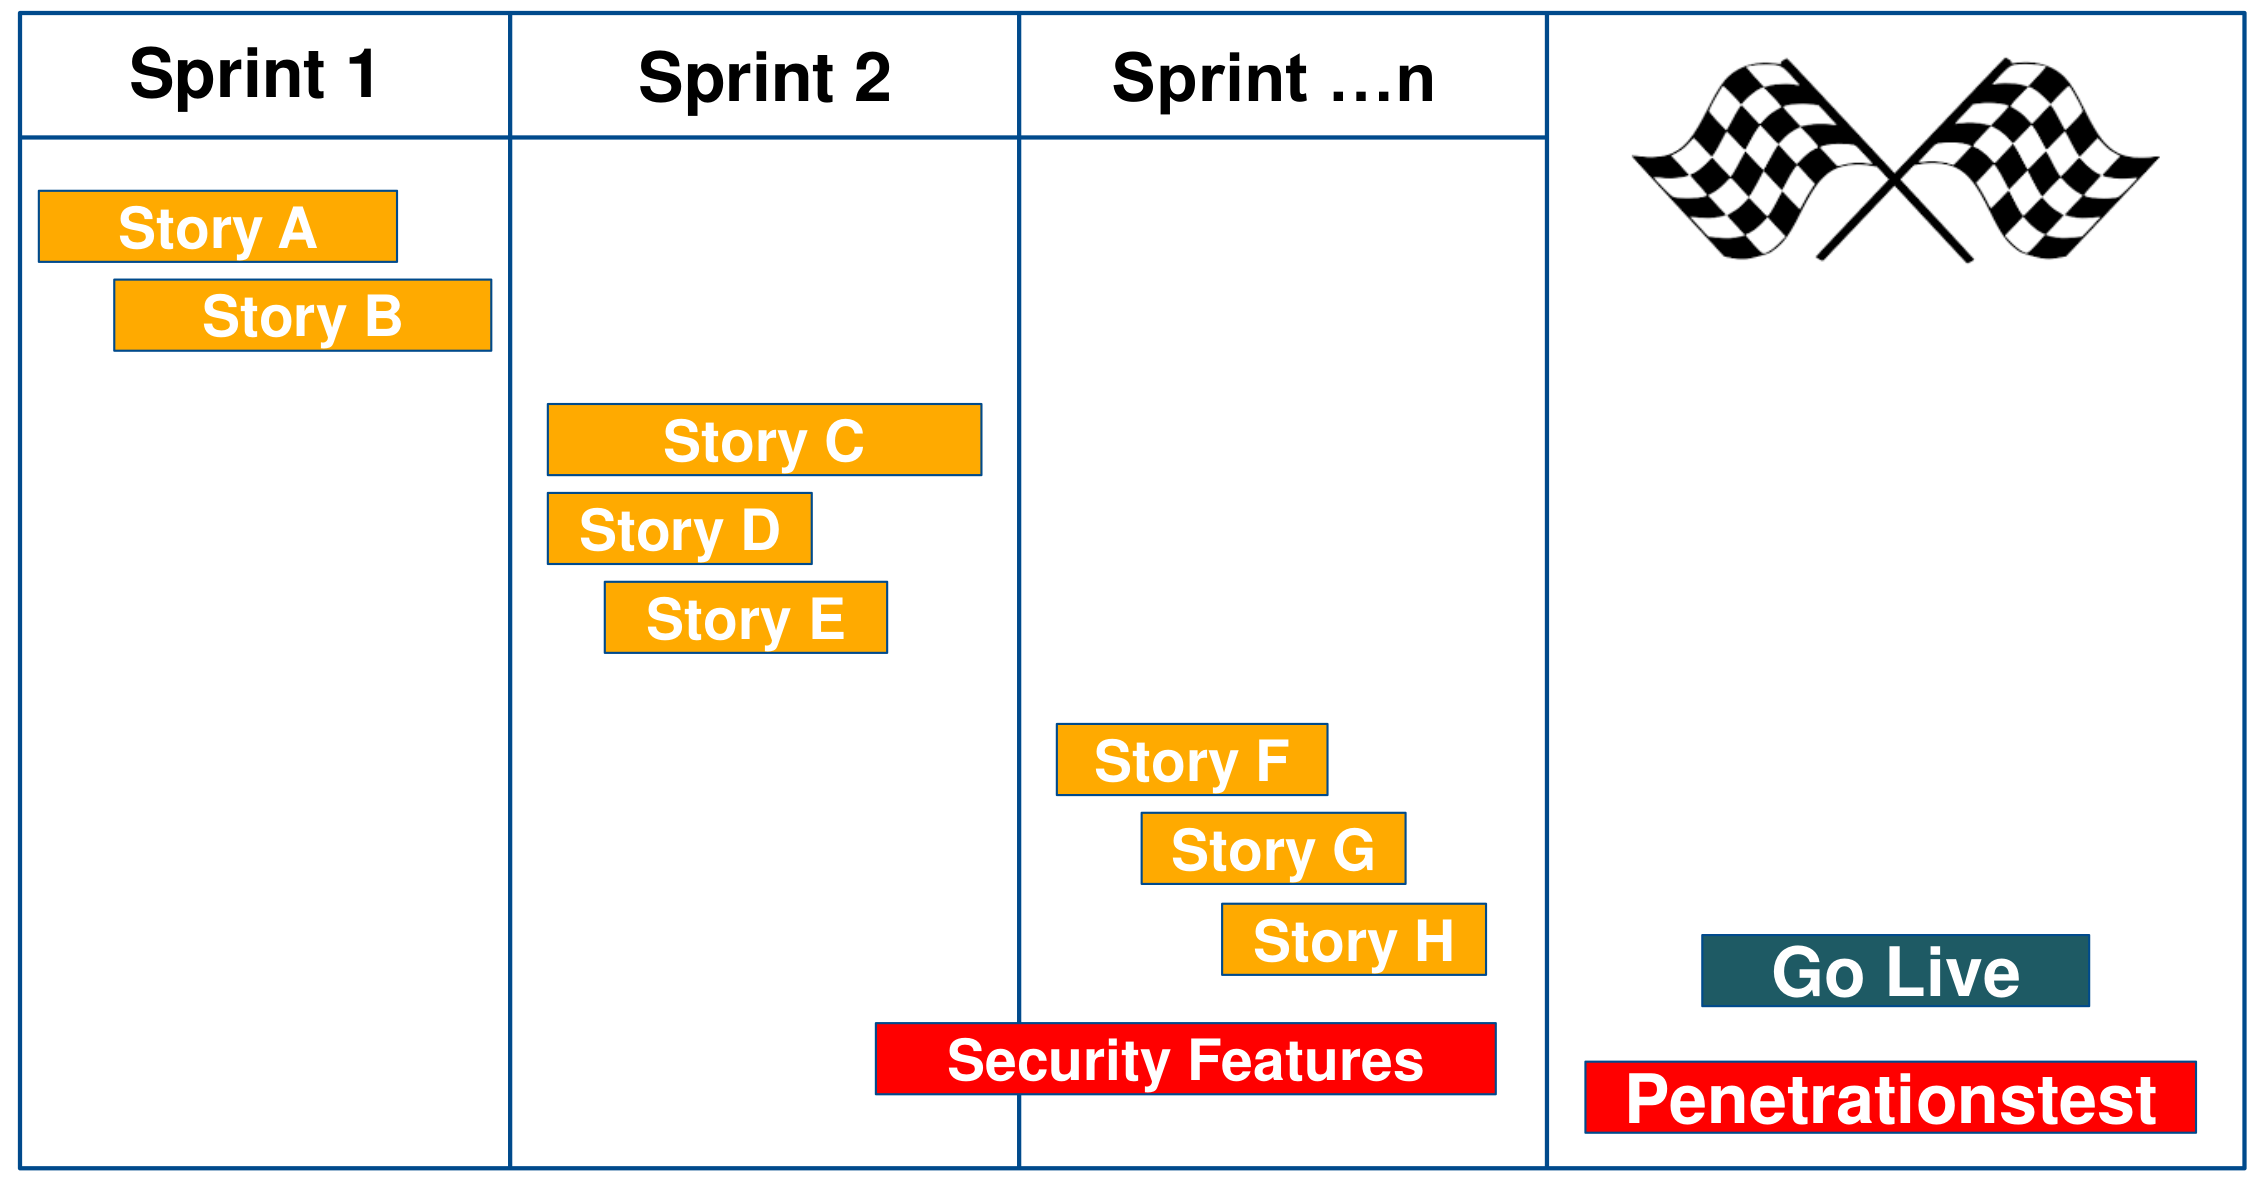 Sprint 1
Sprint 2
Sprint …n
Story A
Story B
Story C
Story D
Story E
Story F
Story G
Story H
Security Features
Go Live
Penetrationstest